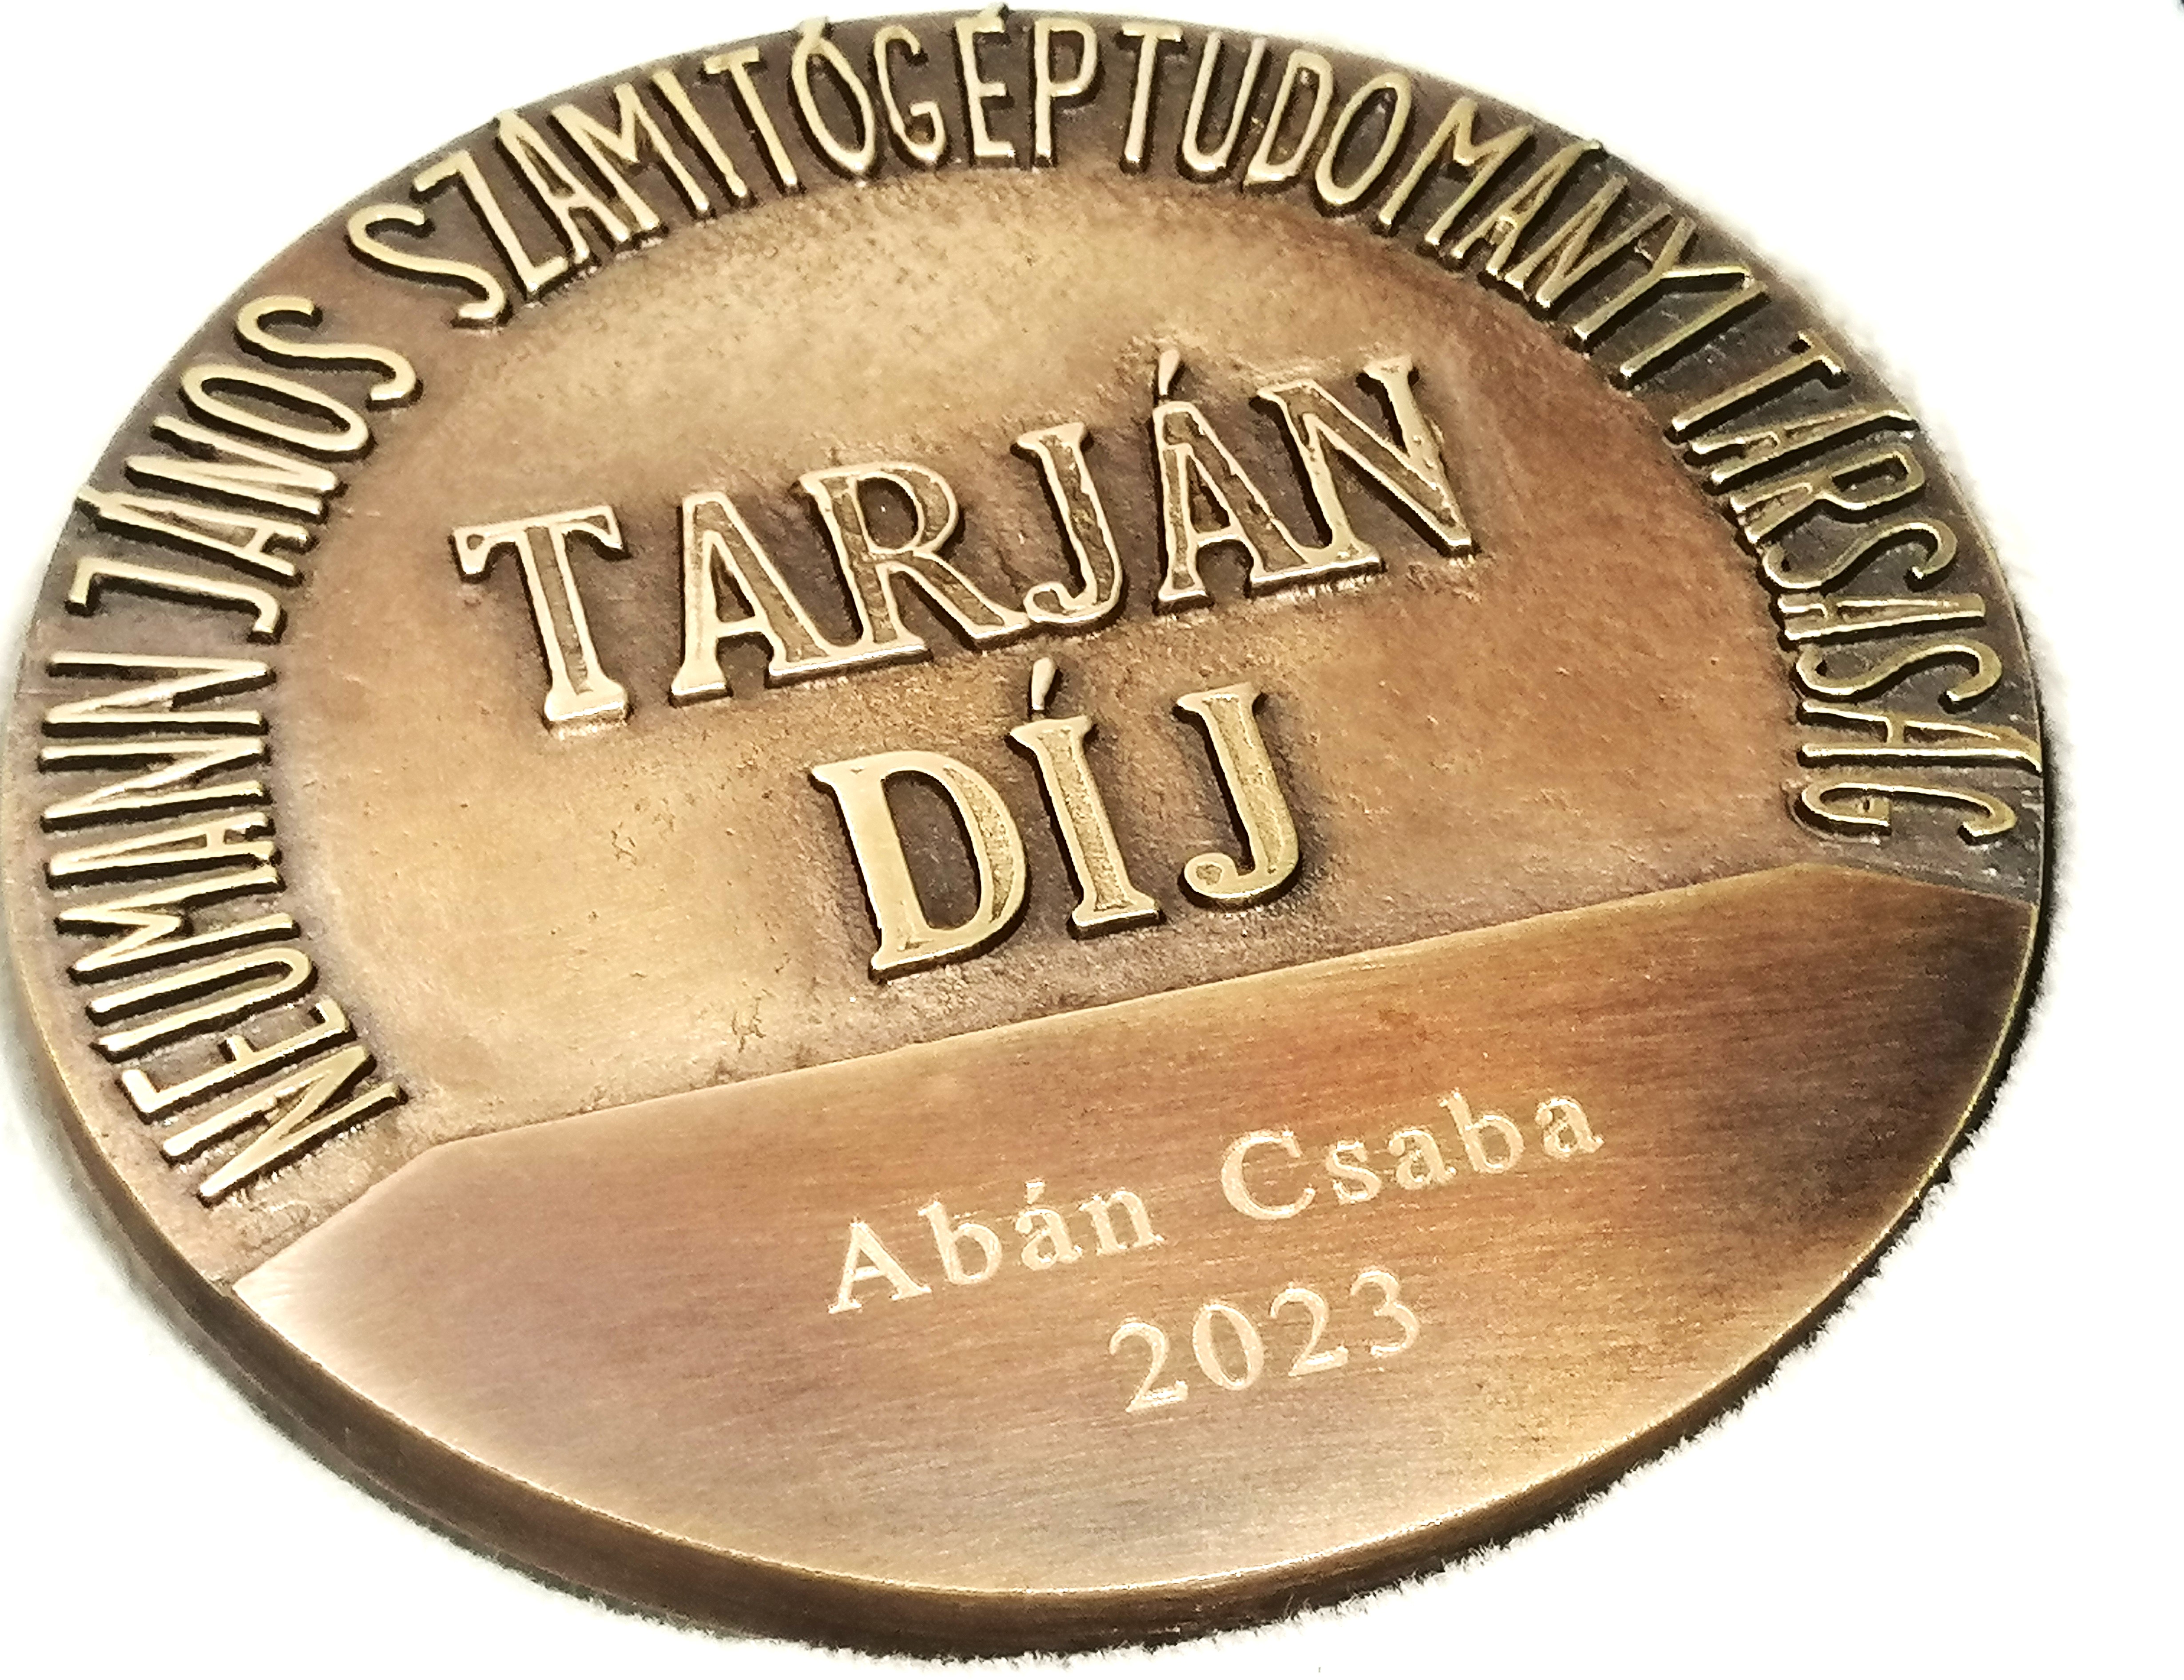 NEUMANN JÁNOS SZÁMITÓGÉPTUDOMÁNYI TÁRSASÁG
TARJÁN
DÍJ
Abán Csaba
2023